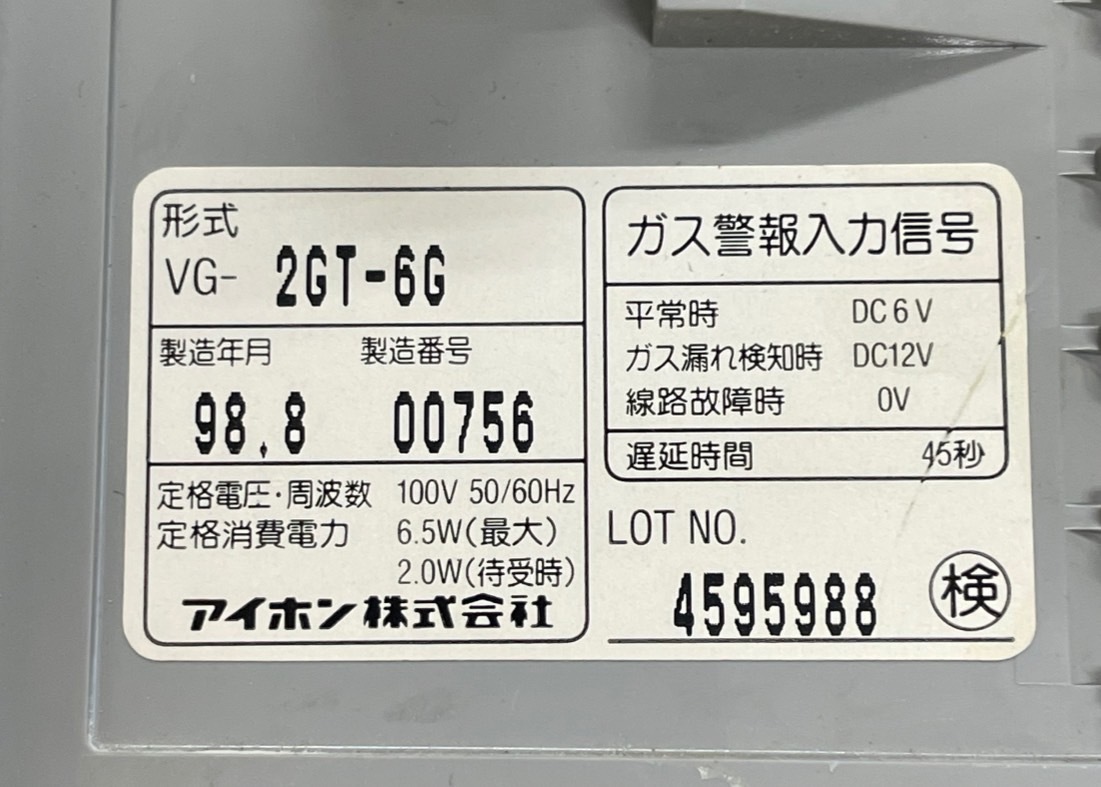 形式
VG- 2GT-6G
製造年月 製造番号
98.8 00756
定格電圧・周波数 100V 50/60Hz
定格消費電力 6.5W(最大)
2.0W(待受時)
アイホン株式会社
ガス警報入力信号
平常時 DC6V
ガス漏れ検知時 DC12V
線路故障時 0V
遅延時間 45秒
LOT NO.
4595988
検